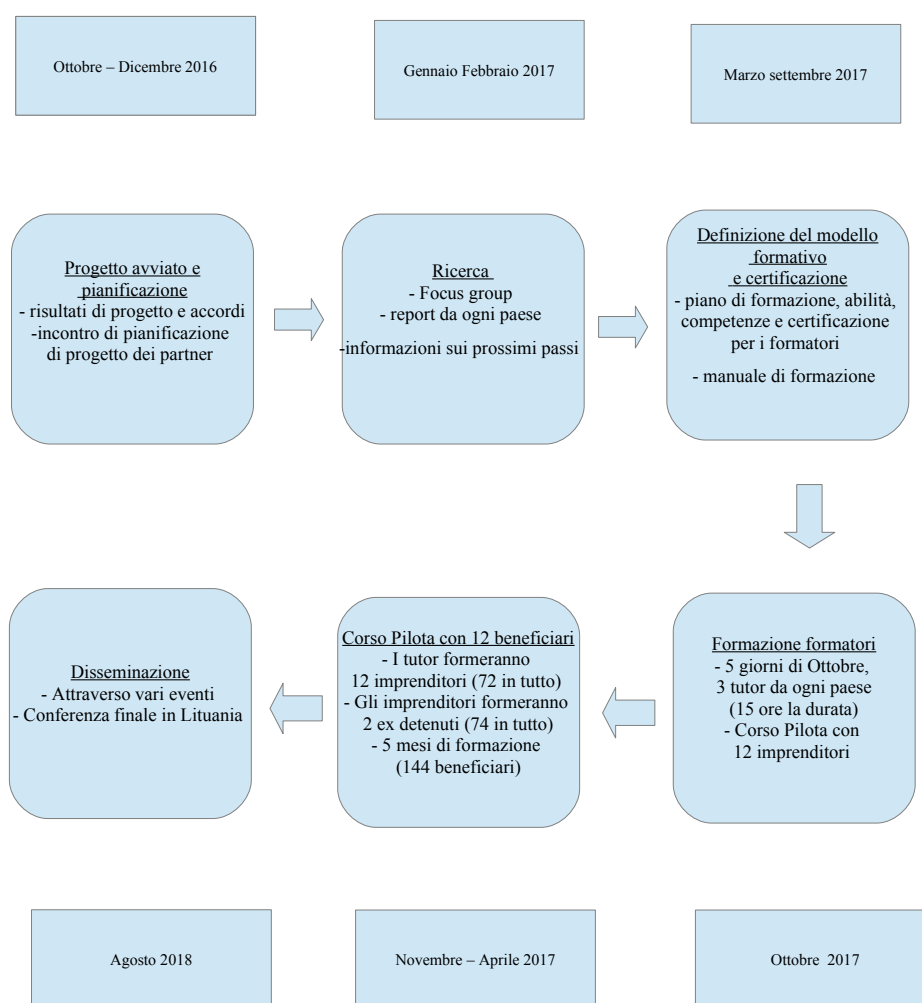 Ottobre – Dicembre 2016
Gennaio Febbraio 2017
Marzo settembre 2017
Progetto avviato e
pianificazione
- risultati di progetto e accordi
-incontro di pianificazione
di progetto dei partner
Ricerca
- Focus group
- report da ogni paese
-informazioni sui prossimi passi
Definizione del modello
formativo
e certificazione
- piano di formazione, abilità,
competenze e certificazione
per i formatori
- manuale di formazione
Formazione formatori
- 5 giorni di Ottobre,
3 tutor da ogni paese
(15 ore la durata)
- Corso Pilota con
12 imprenditori
Corso Pilota con 12 beneficiari
- I tutor formeranno
12 imprenditori (72 in tutto)
- Gli imprenditori formeranno
2 ex detenuti (74 in tutto)
- 5 mesi di formazione
(144 beneficiari)
Disseminazione
- Attraverso vari eventi
- Conferenza finale in Lituania
Agosto 2018
Novembre – Aprile 2017
Ottobre 2017